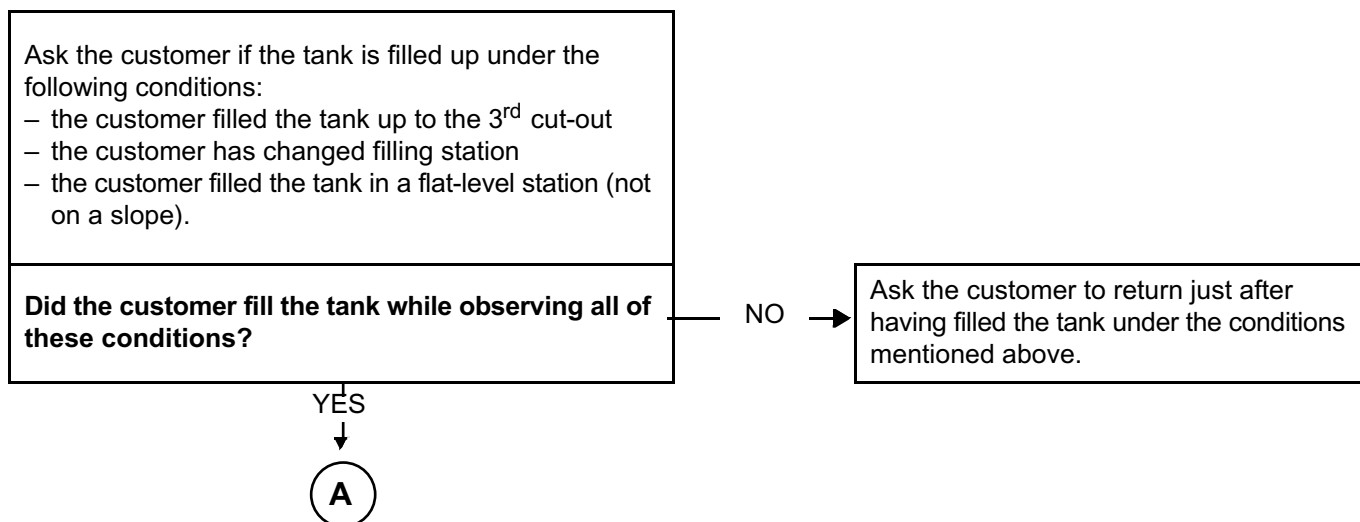 Ask the customer if the tank is filled up under the
following conditions:
– the customer filled the tank up to the 3rd cut-out
– the customer has changed filling station
– the customer filled the tank in a flat-level station (not
on a slope).
Did the customer fill the tank while observing all of
these conditions?
NO
Ask the customer to return just after
having filled the tank under the conditions
mentioned above.
YES
A